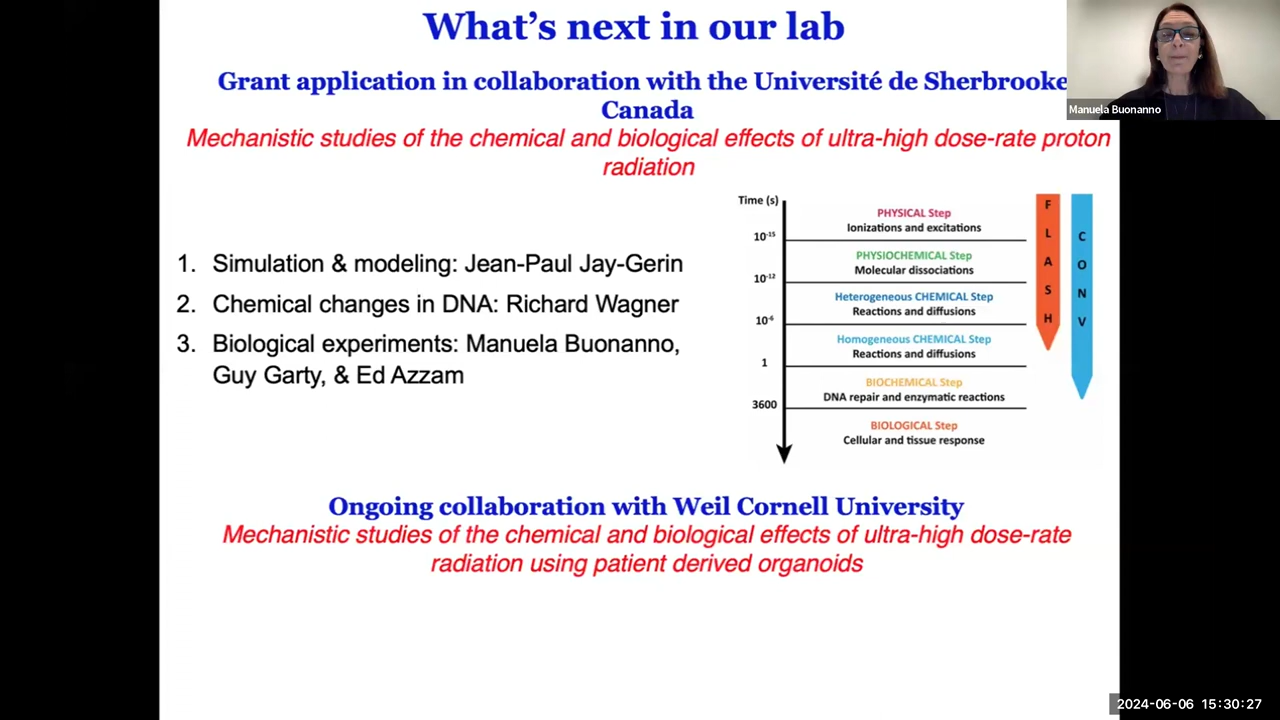 What's next in our lab
Grant application in collaboration with the Université de Sherbrooke
Canada
Mechanistic studies of the chemical and biological effects of ultra-high dose-rate proton
radiation
Manuela Buonanno
1. Simulation & modeling: Jean-Paul Jay-Gerin
2. Chemical changes in DNA: Richard Wagner
3. Biological experiments: Manuela Buonanno,
Guy Garty, & Ed Azzam
Time (s)
PHYSICAL Step
Ionizations and excitations
10⁻¹⁵
PHYSIOCHEMICAL Step
Molecular dissociations
10⁻¹²
Heterogeneous CHEMICAL Step
Reactions and diffusions
10⁻⁶
Homogeneous CHEMICAL Step
Reactions and diffusions
1
BIOCHEMICAL Step
DNA repair and enzymatic reactions
3600
BIOLOGICAL Step
Cellular and tissue response
FLASH
CONV
Ongoing collaboration with Weil Cornell University
Mechanistic studies of the chemical and biological effects of ultra-high dose-rate
radiation using patient derived organoids
2024-06-06 15:30:27